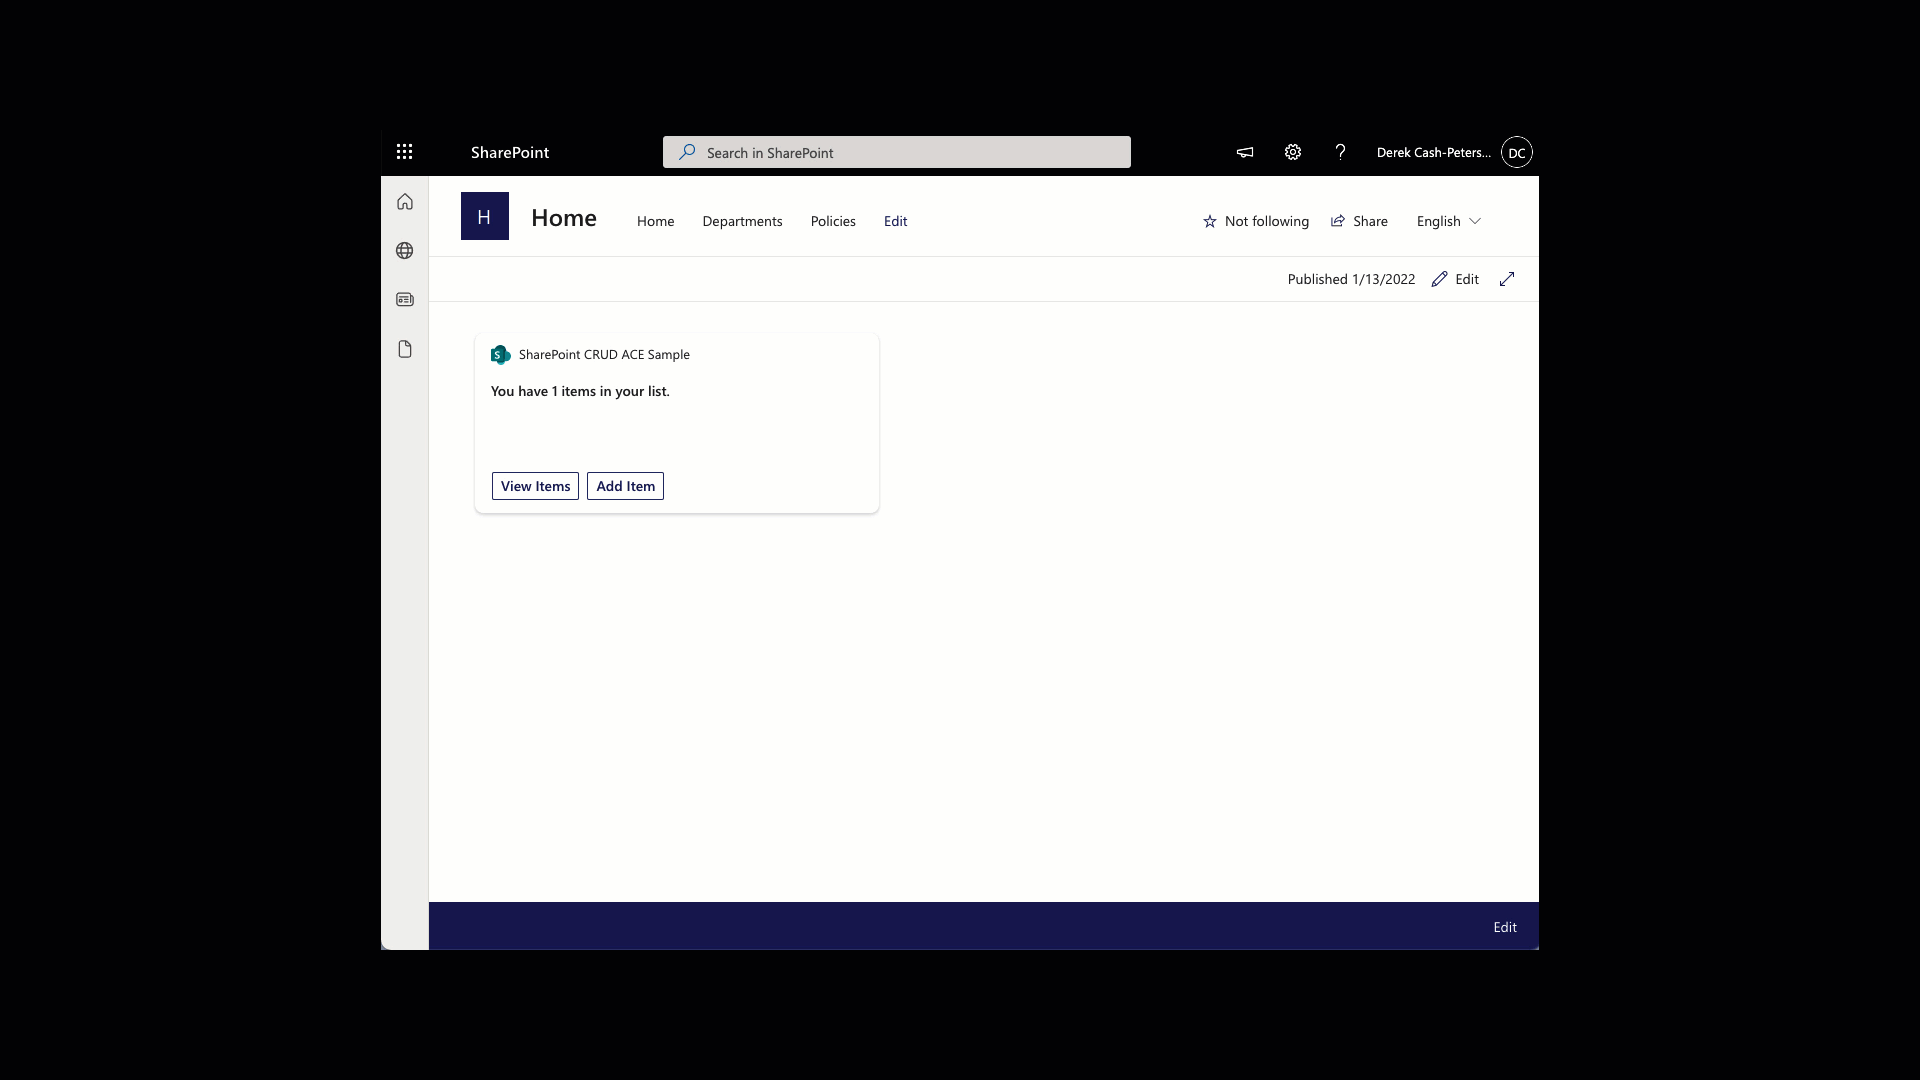 SharePoint
Search in SharePoint
Derek Cash-Peters...
DC
H
Home
Home
Departments
Policies
Edit
Not following
Share
English
Published 1/13/2022
Edit
S
SharePoint CRUD ACE Sample
You have 1 items in your list.
View Items
Add Item
Edit